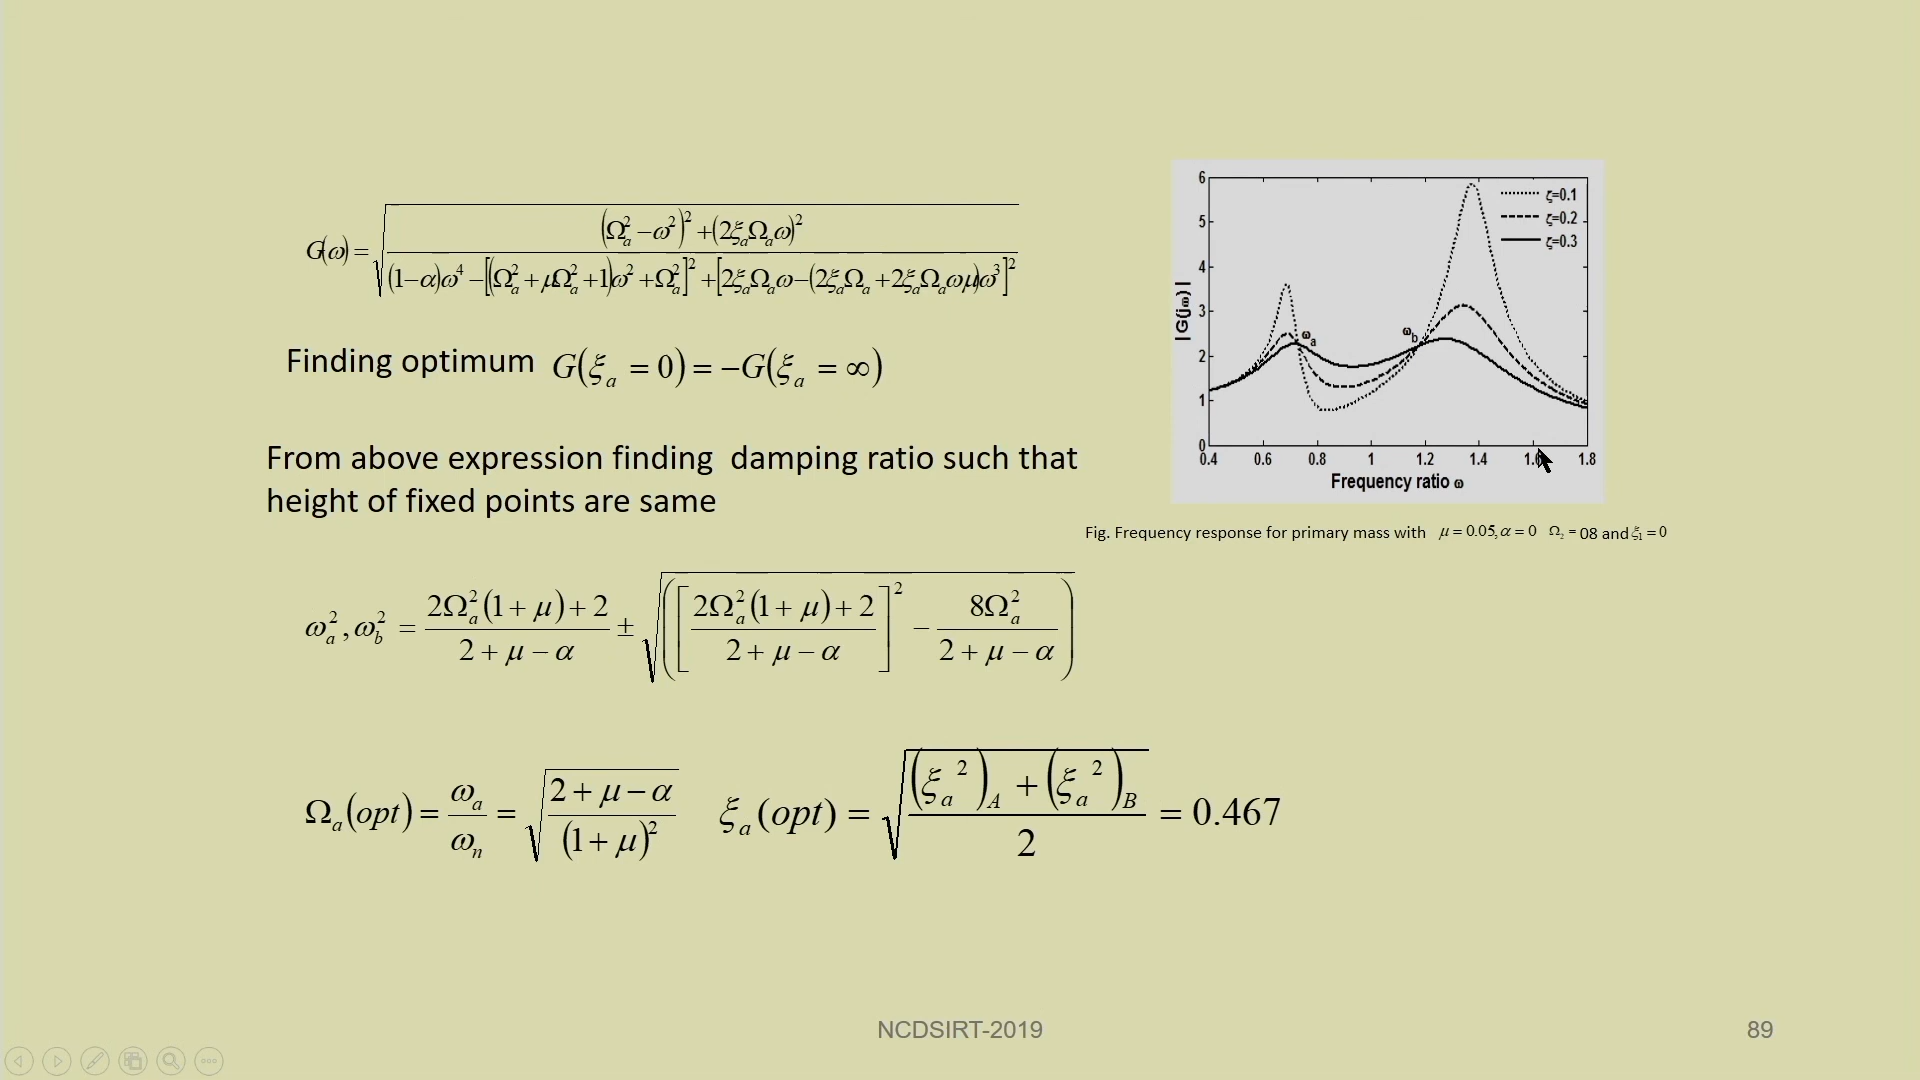 G(ω) = √( ((Ω_a² − ω²)² + (2ξ_aΩ_aω)²) / ((1−α)ω⁴ − [(Ω_a² + μΩ_a² + 1)ω² + Ω_a²]² + [2ξ_aΩ_aω − (2ξ_aΩ_a + 2ξ_aΩ_aωμ)ω³]²) )
Finding optimum G(ξ_a = 0) = −G(ξ_a = ∞)
From above expression finding damping ratio such that
height of fixed points are same
ω_a², ω_b² = (2Ω_a²(1 + μ) + 2) / (2 + μ − α) ± √( ( [ (2Ω_a²(1 + μ) + 2) / (2 + μ − α) ]² − 8Ω_a² / (2 + μ − α) ) )
Ω_a(opt) = ω_a / ω_n = √( (2 + μ − α) / (1 + μ)² )
ξ_a(opt) = √( ((ξ_a²)_A + (ξ_a²)_B) / 2 ) = 0.467
|G(jω)|
6
5
4
3
2
1
0
ζ=0.1
ζ=0.2
ζ=0.3
ω_a
ω_b
0.4 0.6 0.8 1 1.2 1.4 1.8
Frequency ratio ω
Fig. Frequency response for primary mass with μ = 0.05, α = 0 Ω₂ = 08 and ξ₁ = 0
NCDSIRT-2019
89